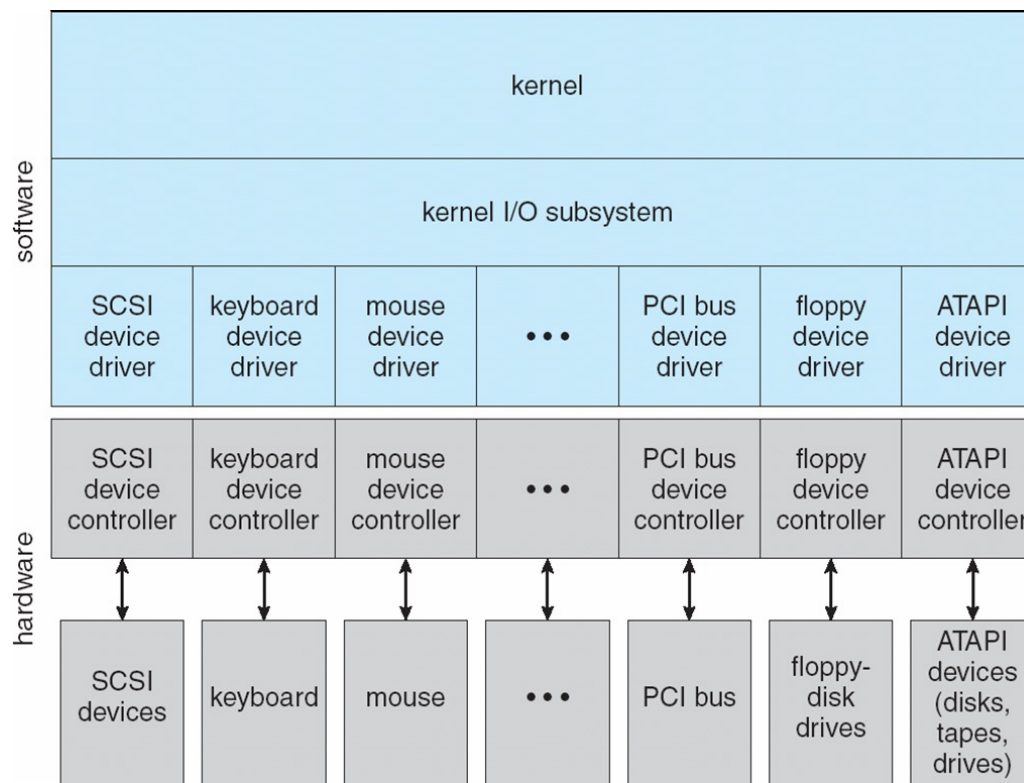 kernel
kernel I/O subsystem
software
SCSI
device
driver
keyboard
device
driver
mouse
device
driver
•••
PCI bus
device
driver
floppy
device
driver
ATAPI
device
driver
hardware
SCSI
device
controller
keyboard
device
controller
mouse
device
controller
•••
PCI bus
device
controller
floppy
device
controller
ATAPI
device
controller
SCSI
devices
keyboard
mouse
•••
PCI bus
floppy-
disk
drives
ATAPI
devices
(disks,
tapes,
drives)